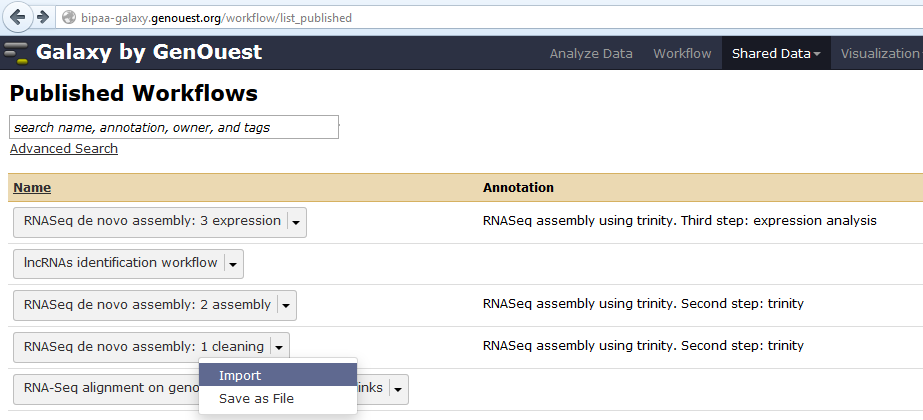 bipaa-galaxy.genouest.org/workflow/list_published
Galaxy by GenOuest Analyze Data Workflow Shared Data Visualization
Published Workflows
search name, annotation, owner, and tags
Advanced Search
Name Annotation
RNASeq de novo assembly: 3 expression RNASeq assembly using trinity. Third step: expression analysis
lncRNAs identification workflow
RNASeq de novo assembly: 2 assembly RNASeq assembly using trinity. Second step: trinity
RNASeq de novo assembly: 1 cleaning RNASeq assembly using trinity. Second step: trinity
Import
RNA-Seq alignment on geno inks
Save as File